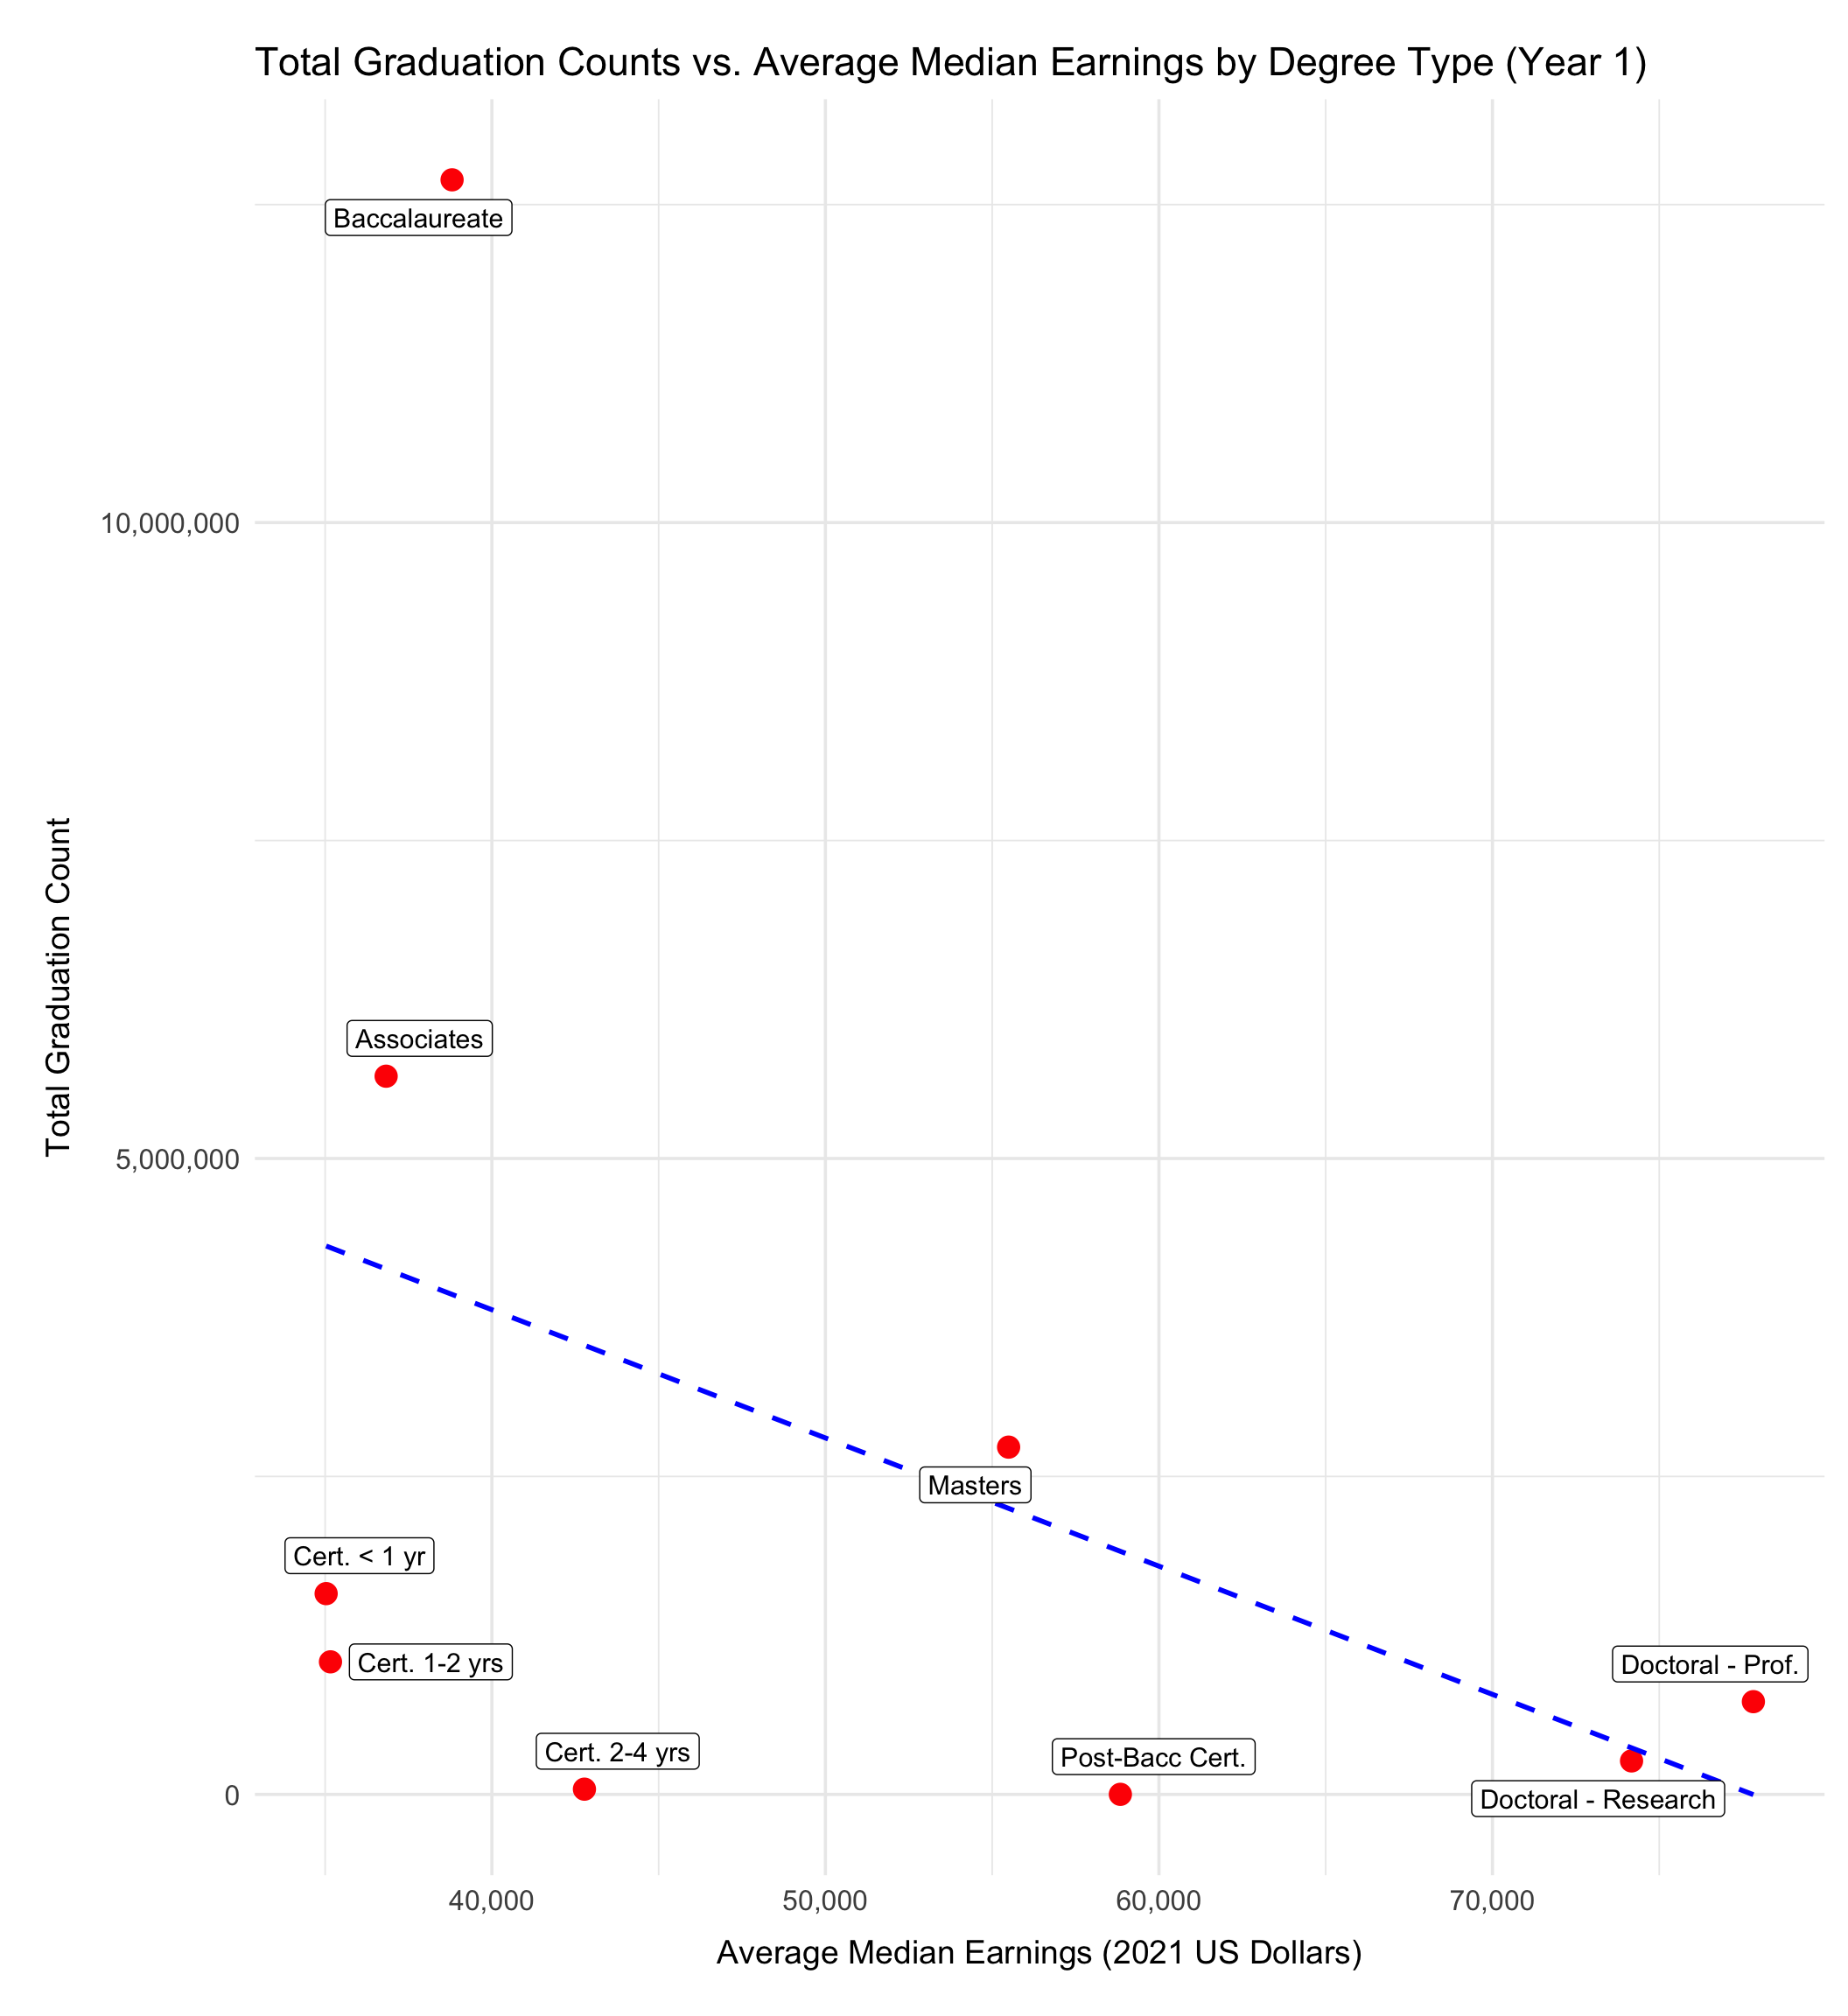 Total Graduation Counts vs. Average Median Earnings by Degree Type (Year 1)
Baccalaureate
10,000,000
Total Graduation Count
Associates
5,000,000
Masters
Cert. < 1 yr
Cert. 1-2 yrs
Doctoral - Prof.
Cert. 2-4 yrs
Post-Bacc Cert.
0
Doctoral - Research
40,000
50,000
60,000
70,000
Average Median Earnings (2021 US Dollars)